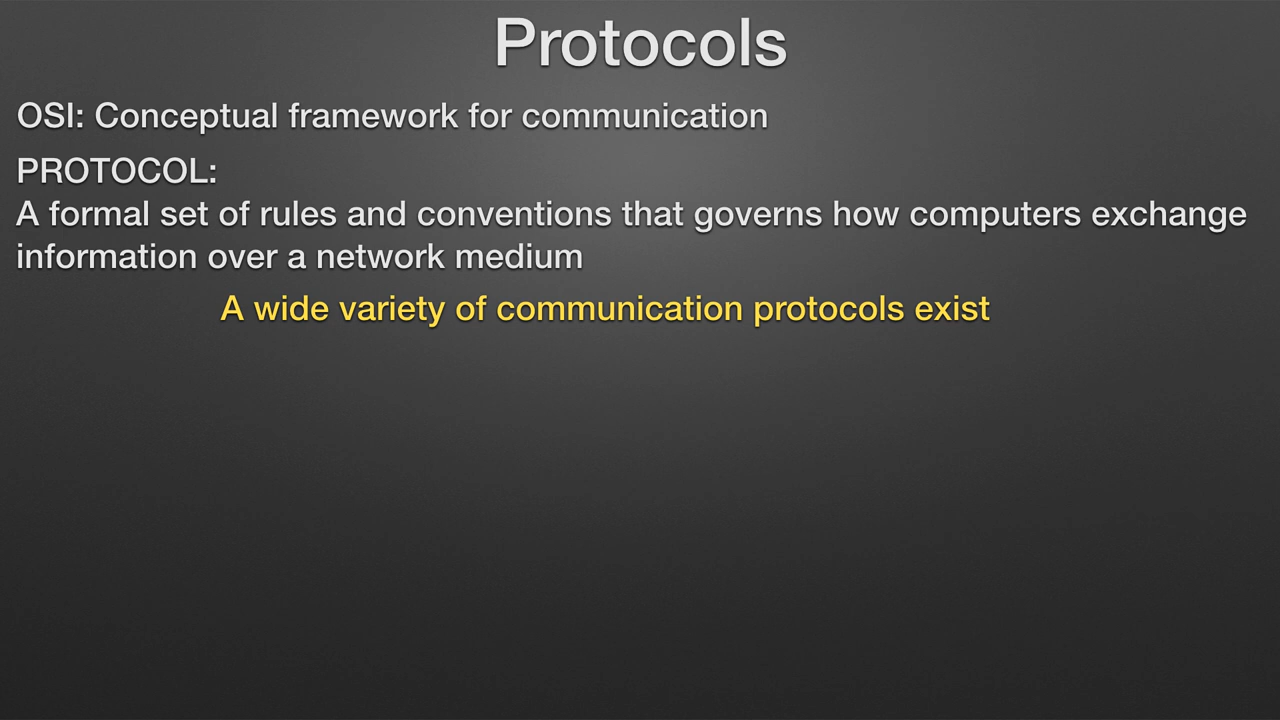 Protocols
OSI: Conceptual framework for communication
PROTOCOL:
A formal set of rules and conventions that governs how computers exchange
information over a network medium
A wide variety of communication protocols exist